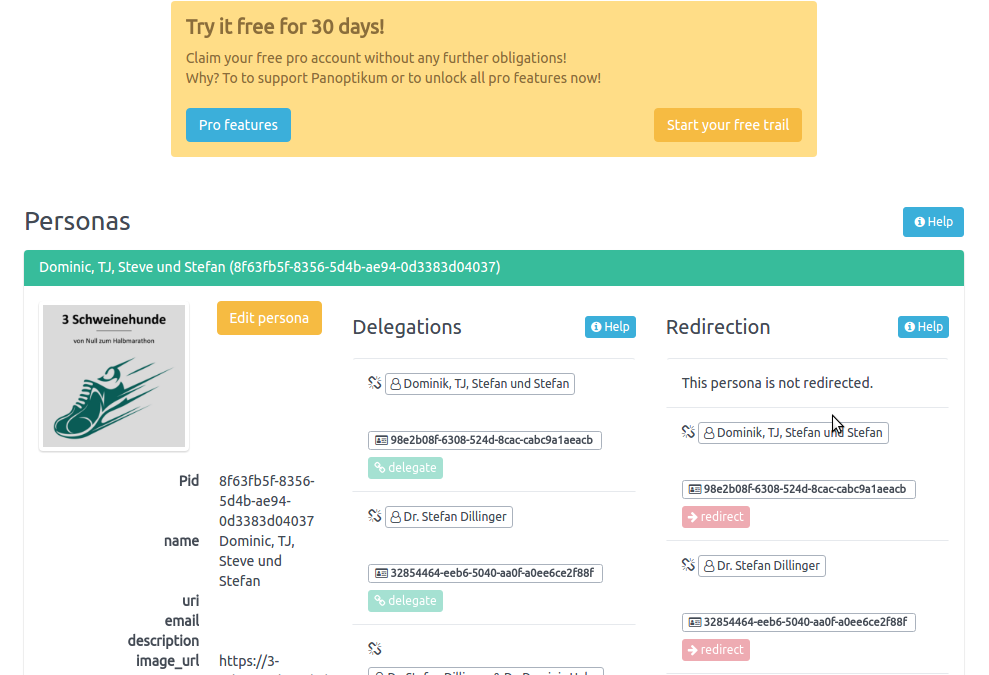 Try it free for 30 days!
Claim your free pro account without any further obligations!
Why? To to support Panoptikum or to unlock all pro features now!
Pro features
Start your free trail
Personas
Help
Dominic, TJ, Steve und Stefan (8f63fb5f-8356-5d4b-ae94-0d3383d04037)
3 Schweinehunde
von Null zum Halbmarathon
Edit persona
Pid
8f63fb5f-8356-
5d4b-ae94-
0d3383d04037
name
Dominic, TJ,
Steve und
Stefan
uri
email
description
image_url
https://3-
Delegations
Help
Dominik, TJ, Stefan und Stefan
98e2b08f-6308-524d-8cac-cabc9a1aeacb
delegate
Dr. Stefan Dillinger
32854464-eeb6-5040-aa0f-a0ee6ce2f88f
delegate
Redirection
Help
This persona is not redirected.
Dominik, TJ, Stefan und Stefan
98e2b08f-6308-524d-8cac-cabc9a1aeacb
redirect
Dr. Stefan Dillinger
32854464-eeb6-5040-aa0f-a0ee6ce2f88f
redirect